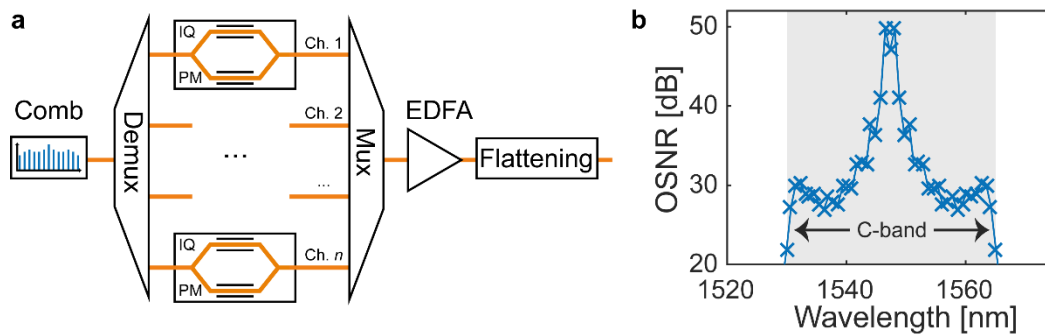 a
IQ
PM
Ch. 1
Comb
Demux
Ch. 2
...
...
Mux
EDFA
Flattening
IQ
PM
Ch. n
b
OSNR [dB]
50
40
30
20
C-band
1520
1540
1560
Wavelength [nm]